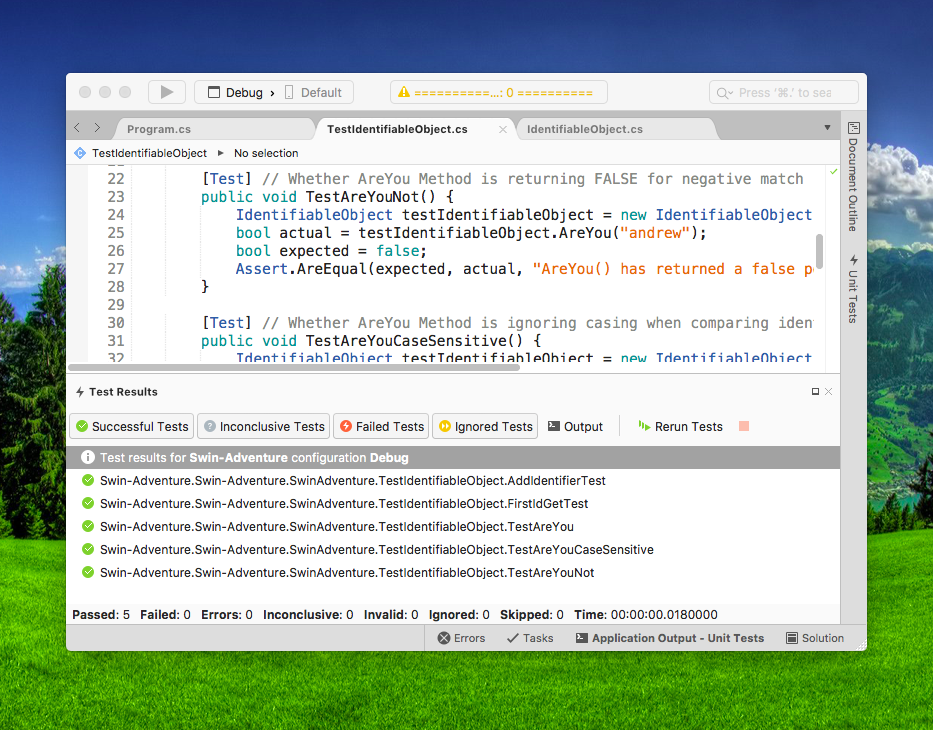 Debug › Default
==========...: 0 ==========
Press '⌘.' to sea
Program.cs
TestIdentifiableObject.cs
IdentifiableObject.cs
TestIdentifiableObject ▸ No selection
22 [Test] // Whether AreYou Method is returning FALSE for negative match
23 public void TestAreYouNot() {
24 IdentifiableObject testIdentifiableObject = new IdentifiableObject
25 bool actual = testIdentifiableObject.AreYou("andrew");
26 bool expected = false;
27 Assert.AreEqual(expected, actual, "AreYou() has returned a false p
28 }
29
30 [Test] // Whether AreYou Method is ignoring casing when comparing iden
31 public void TestAreYouCaseSensitive() {
32 IdentifiableObject testIdentifiableObject = new IdentifiableObject
Document Outline
Unit Tests
Test Results
Successful Tests Inconclusive Tests Failed Tests Ignored Tests Output Rerun Tests
Test results for Swin-Adventure configuration Debug
Swin-Adventure.Swin-Adventure.SwinAdventure.TestIdentifiableObject.AddIdentifierTest
Swin-Adventure.Swin-Adventure.SwinAdventure.TestIdentifiableObject.FirstIdGetTest
Swin-Adventure.Swin-Adventure.SwinAdventure.TestIdentifiableObject.TestAreYou
Swin-Adventure.Swin-Adventure.SwinAdventure.TestIdentifiableObject.TestAreYouCaseSensitive
Swin-Adventure.Swin-Adventure.SwinAdventure.TestIdentifiableObject.TestAreYouNot
Passed: 5 Failed: 0 Errors: 0 Inconclusive: 0 Invalid: 0 Ignored: 0 Skipped: 0 Time: 00:00:00.0180000
Errors Tasks Application Output - Unit Tests Solution